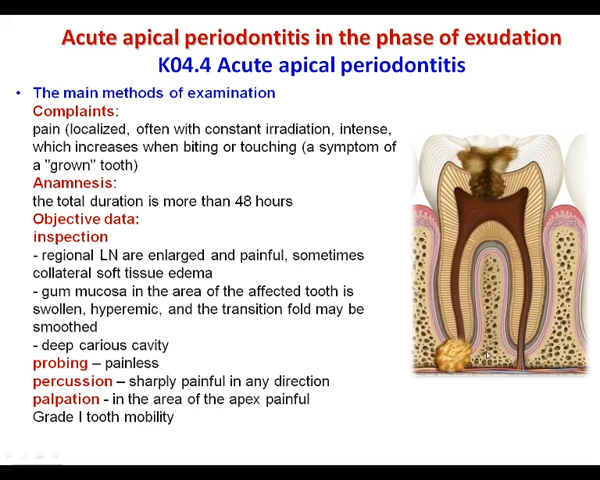 Acute apical periodontitis in the phase of exudation
K04.4 Acute apical periodontitis
• The main methods of examination
Complaints:
pain (localized, often with constant irradiation, intense,
which increases when biting or touching (a symptom of
a "grown" tooth)
Anamnesis:
the total duration is more than 48 hours
Objective data:
inspection
- regional LN are enlarged and painful, sometimes
collateral soft tissue edema
- gum mucosa in the area of the affected tooth is
swollen, hyperemic, and the transition fold may be
smoothed
- deep carious cavity
probing – painless
percussion – sharply painful in any direction
palpation - in the area of the apex painful
Grade I tooth mobility